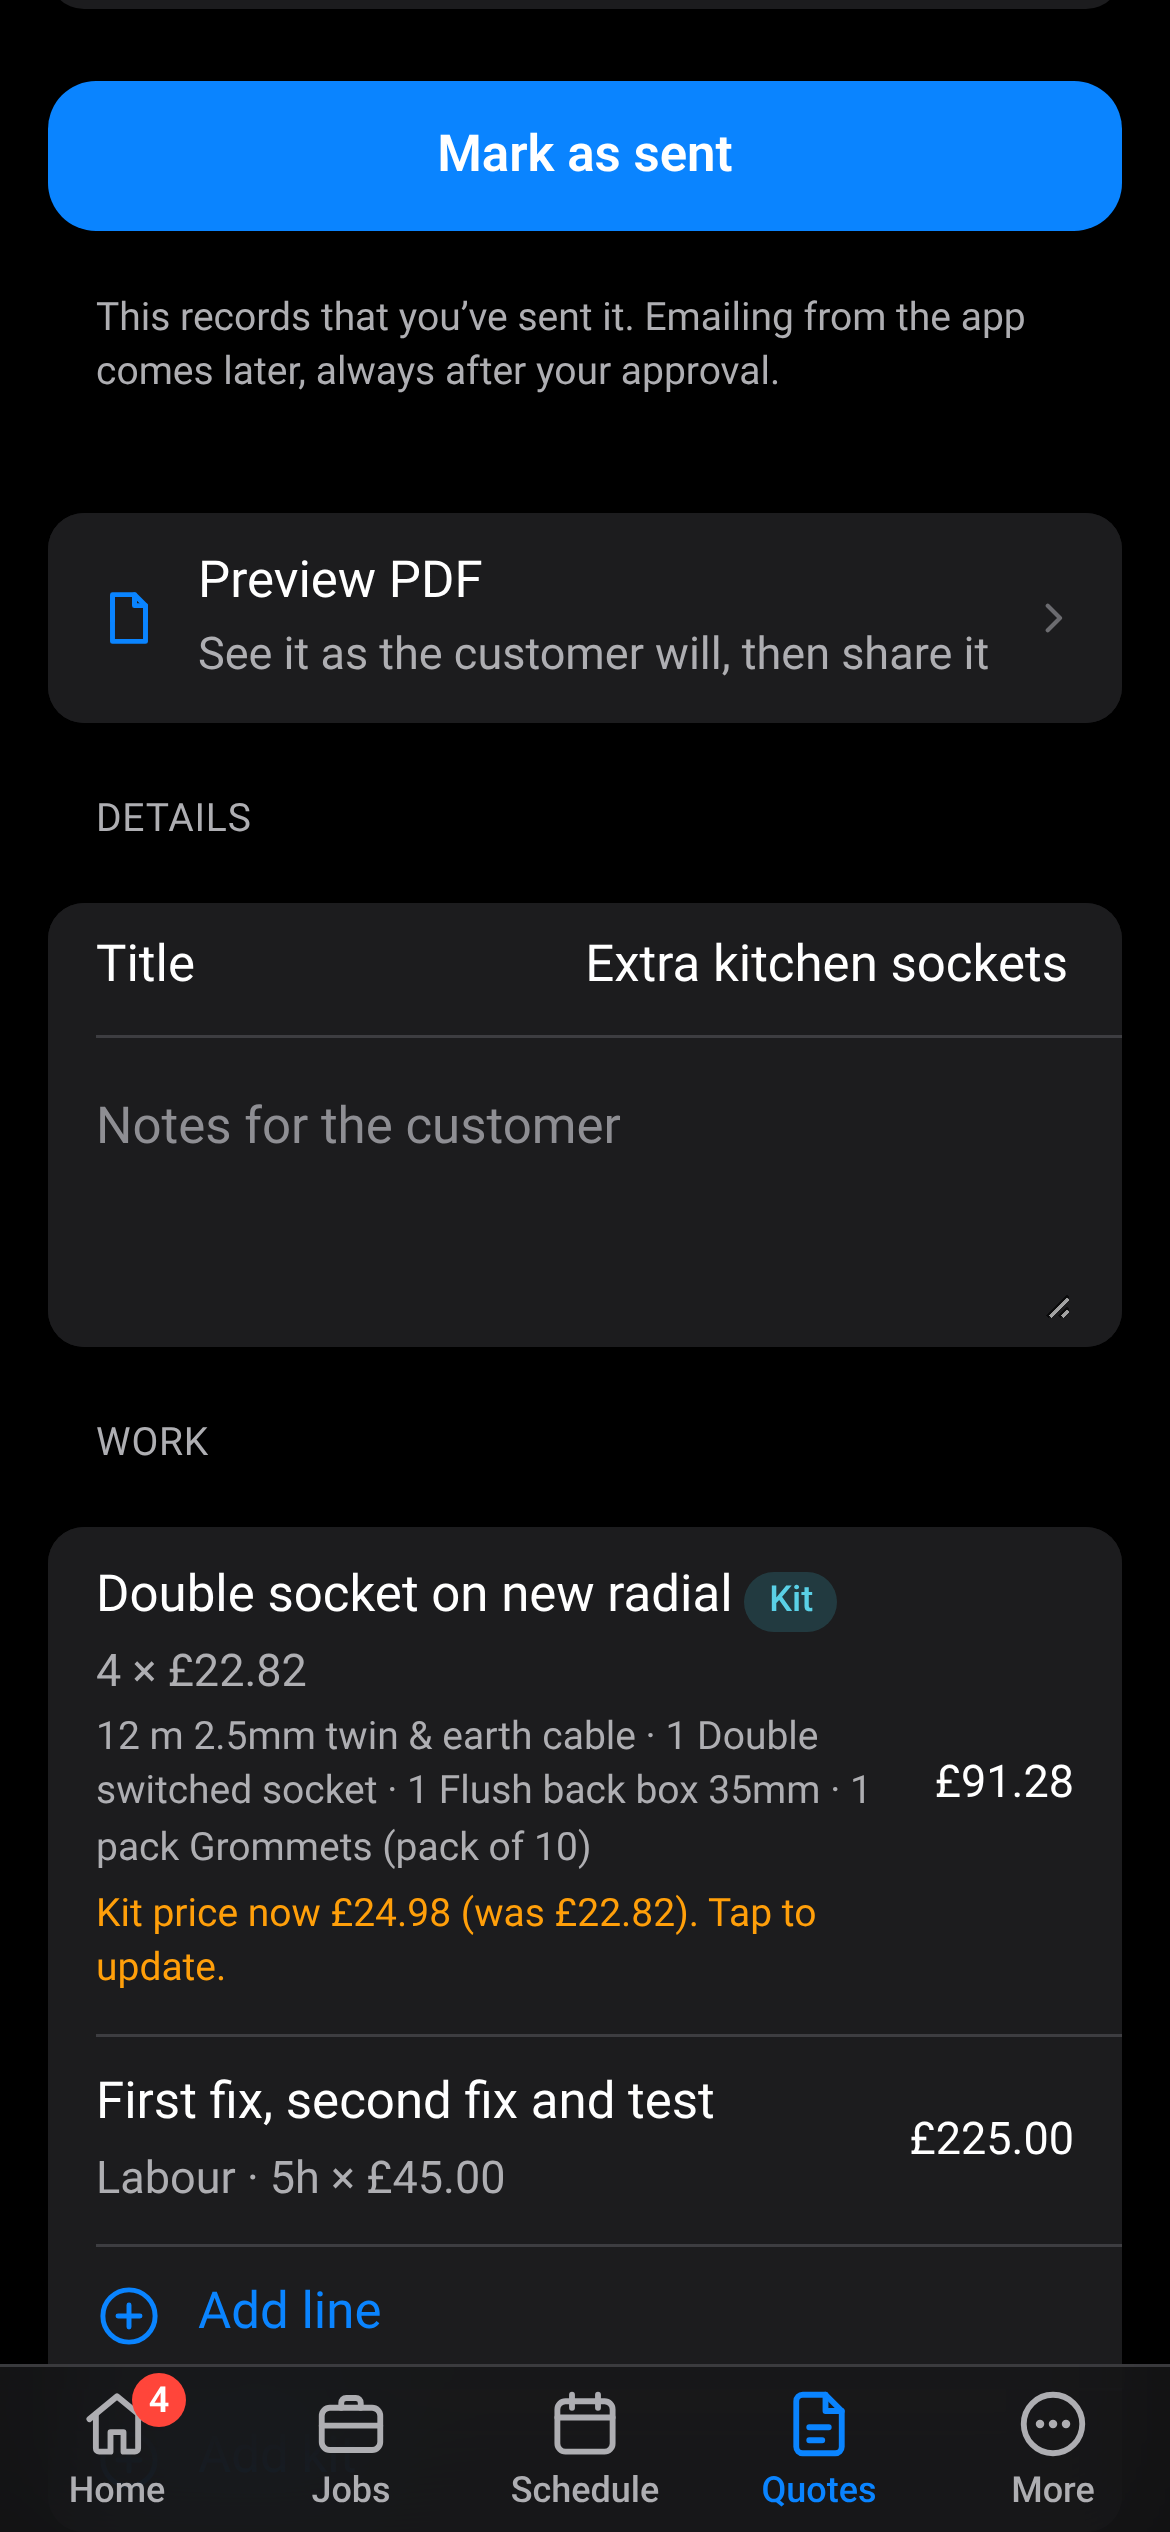 Mark as sent
This records that you’ve sent it. Emailing from the app
comes later, always after your approval.
Preview PDF
See it as the customer will, then share it
DETAILS
Title
Extra kitchen sockets
Notes for the customer
WORK
Double socket on new radial Kit
4 × £22.82
12 m 2.5mm twin & earth cable · 1 Double
switched socket · 1 Flush back box 35mm · 1
pack Grommets (pack of 10)
£91.28
Kit price now £24.98 (was £22.82). Tap to
update.
First fix, second fix and test
Labour · 5h × £45.00
£225.00
Add line
4
Home
Jobs
Schedule
Quotes
More